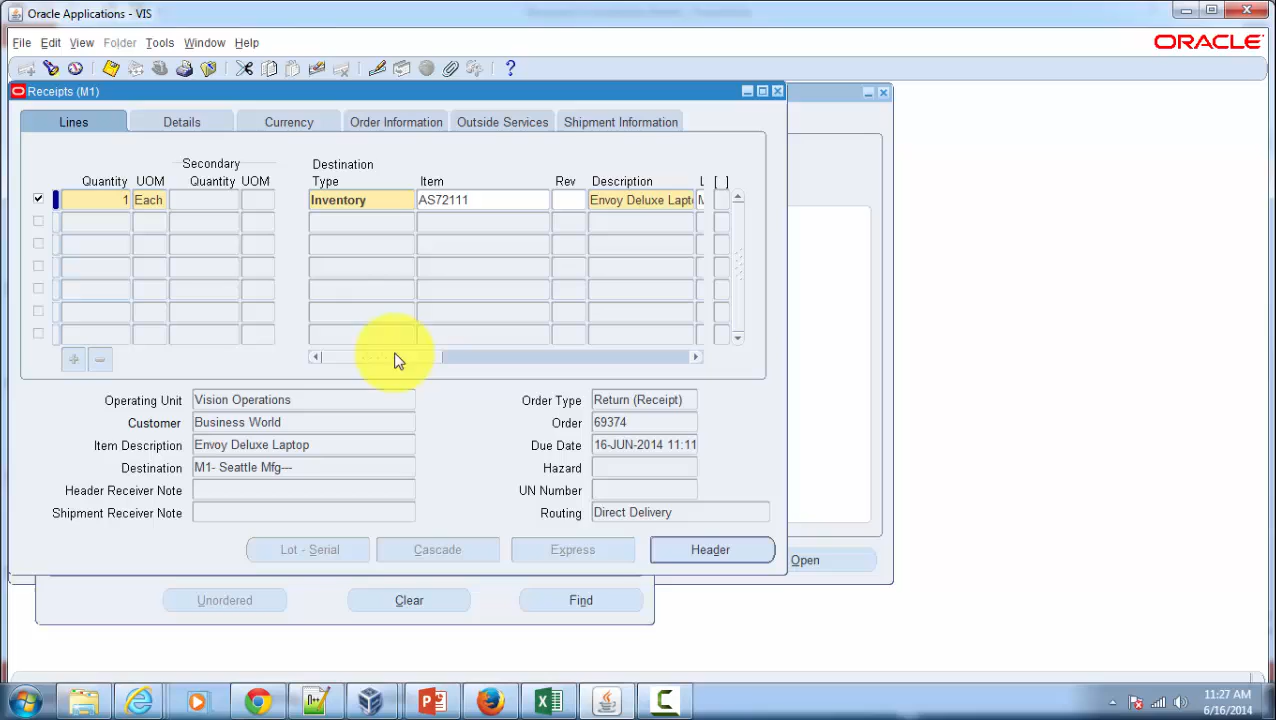 Oracle Applications - VIS
File Edit View Folder Tools Window Help
ORACLE
Receipts (M1)
Lines Details Currency Order Information Outside Services Shipment Information
Secondary Destination
Quantity UOM Quantity UOM Type Item Rev Description L [ ]
1 Each Inventory AS72111 Envoy Deluxe Lapt M
Operating Unit Vision Operations Order Type Return (Receipt)
Customer Business World Order 69374
Item Description Envoy Deluxe Laptop Due Date 16-JUN-2014 11:11
Destination M1- Seattle Mfg--- Hazard
Header Receiver Note UN Number
Shipment Receiver Note Routing Direct Delivery
Lot - Serial Cascade Express Header Open
Unordered Clear Find
11:27 AM
6/16/2014